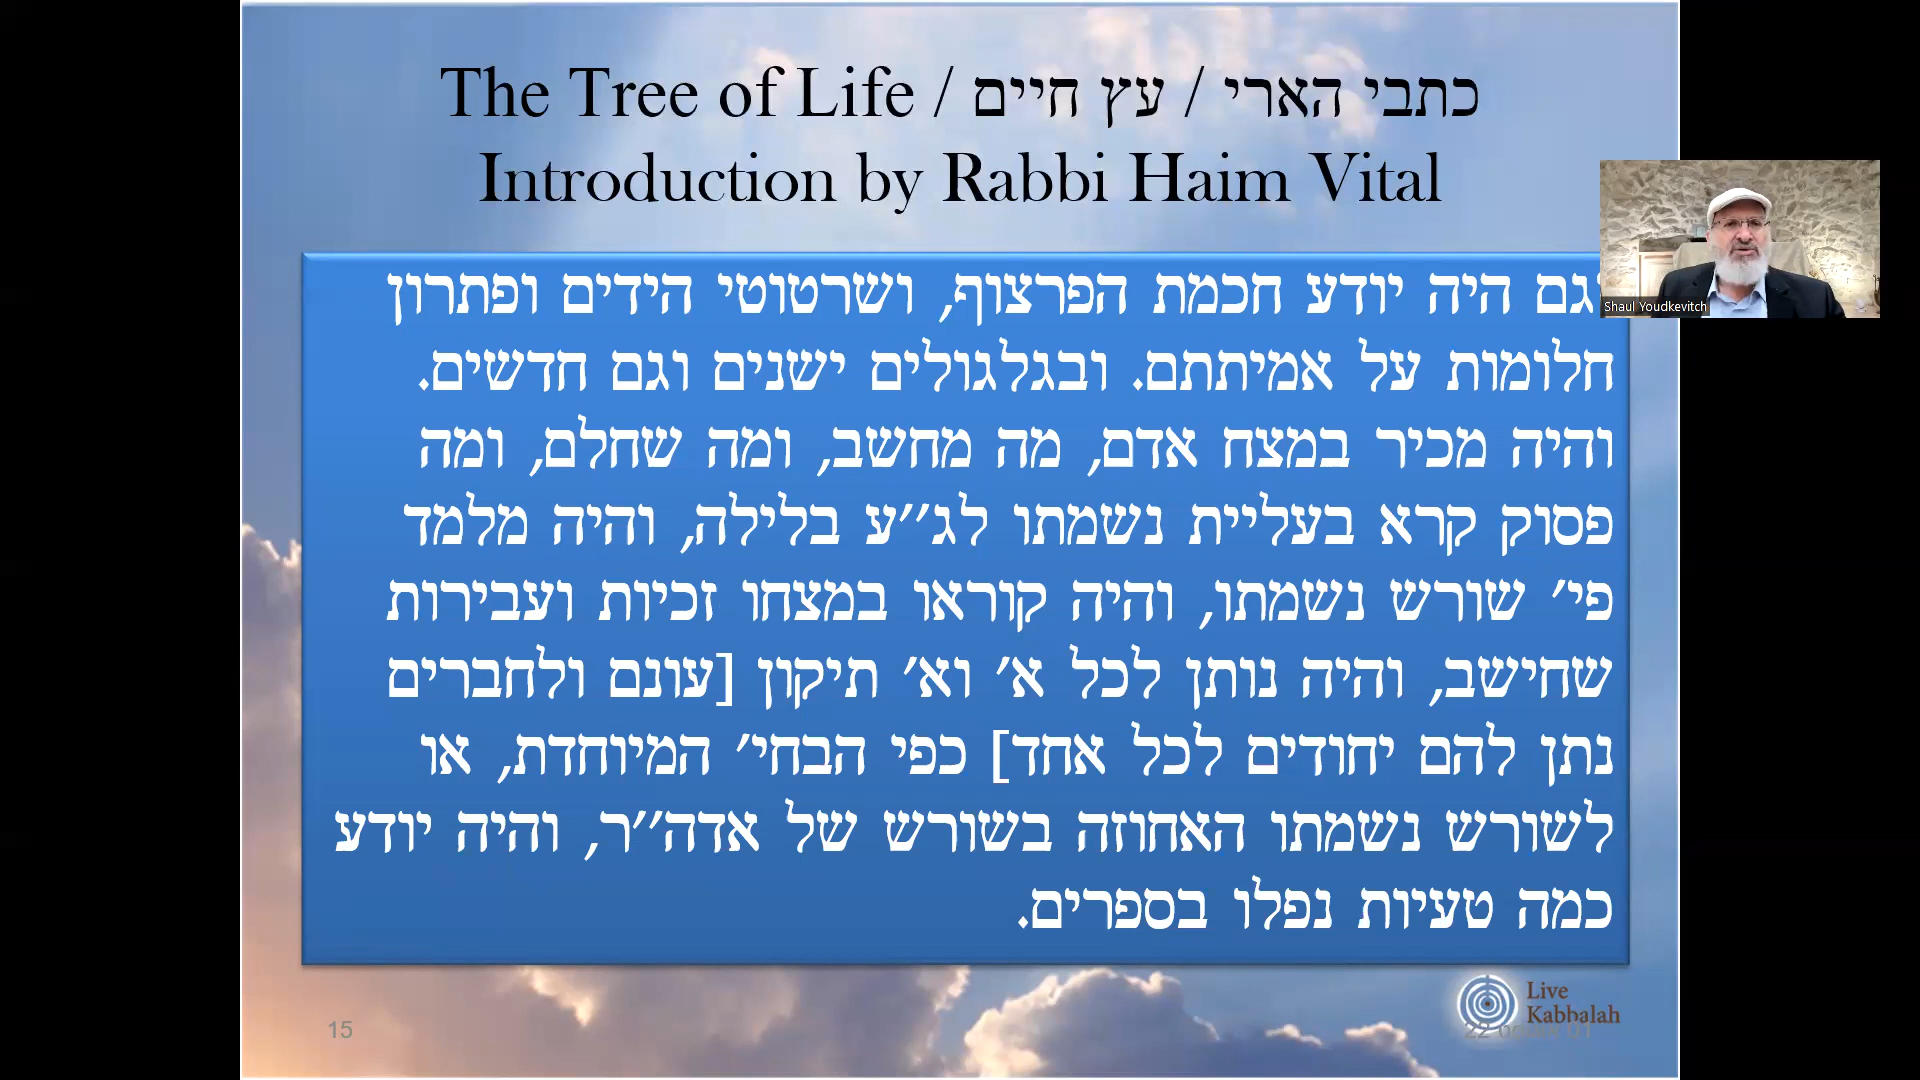 The Tree of Life / כתבי הארי / עץ חיים
Introduction by Rabbi Haim Vital
גם היה יודע חכמת הפרצוף, ושרטוטי הידים ופתרון
חלומות על אמיתתם. ובגלגולים ישנים וגם חדשים.
והיה מכיר במצח אדם, מה מחשב, ומה שחלם, ומה
פסוק קרא בעליית נשמתו לג''ע בלילה, והיה מלמד
פי' שורש נשמתו, והיה קוראו במצחו זכיות ועבירות
שחישב, והיה נותן לכל א' וא' תיקון [עונם ולחברים
נתן להם יחודים לכל אחד] כפי הבחי' המיוחדת, או
לשורש נשמתו האחוזה בשורש של אדה''ר, והיה יודע
כמה טעיות נפלו בספרים.
Shaul Youdkevitch
Live
Kabbalah
15